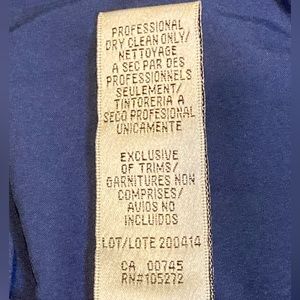 PROFESSIONAL
DRY CLEAN ONLY/
NETTOYAGE
A SEC PAR DES
PROFESSIONNELS
SEULEMENT/
TINTORERIA A
SECO PROFESIONAL
UNICAMENTE
EXCLUSIVE
OF TRIMS/
GARNITURES NON
COMPRISES/
AVIOS NO
INCLUIDOS
LOT/LOTE 200414
CA 00745
RN#105272